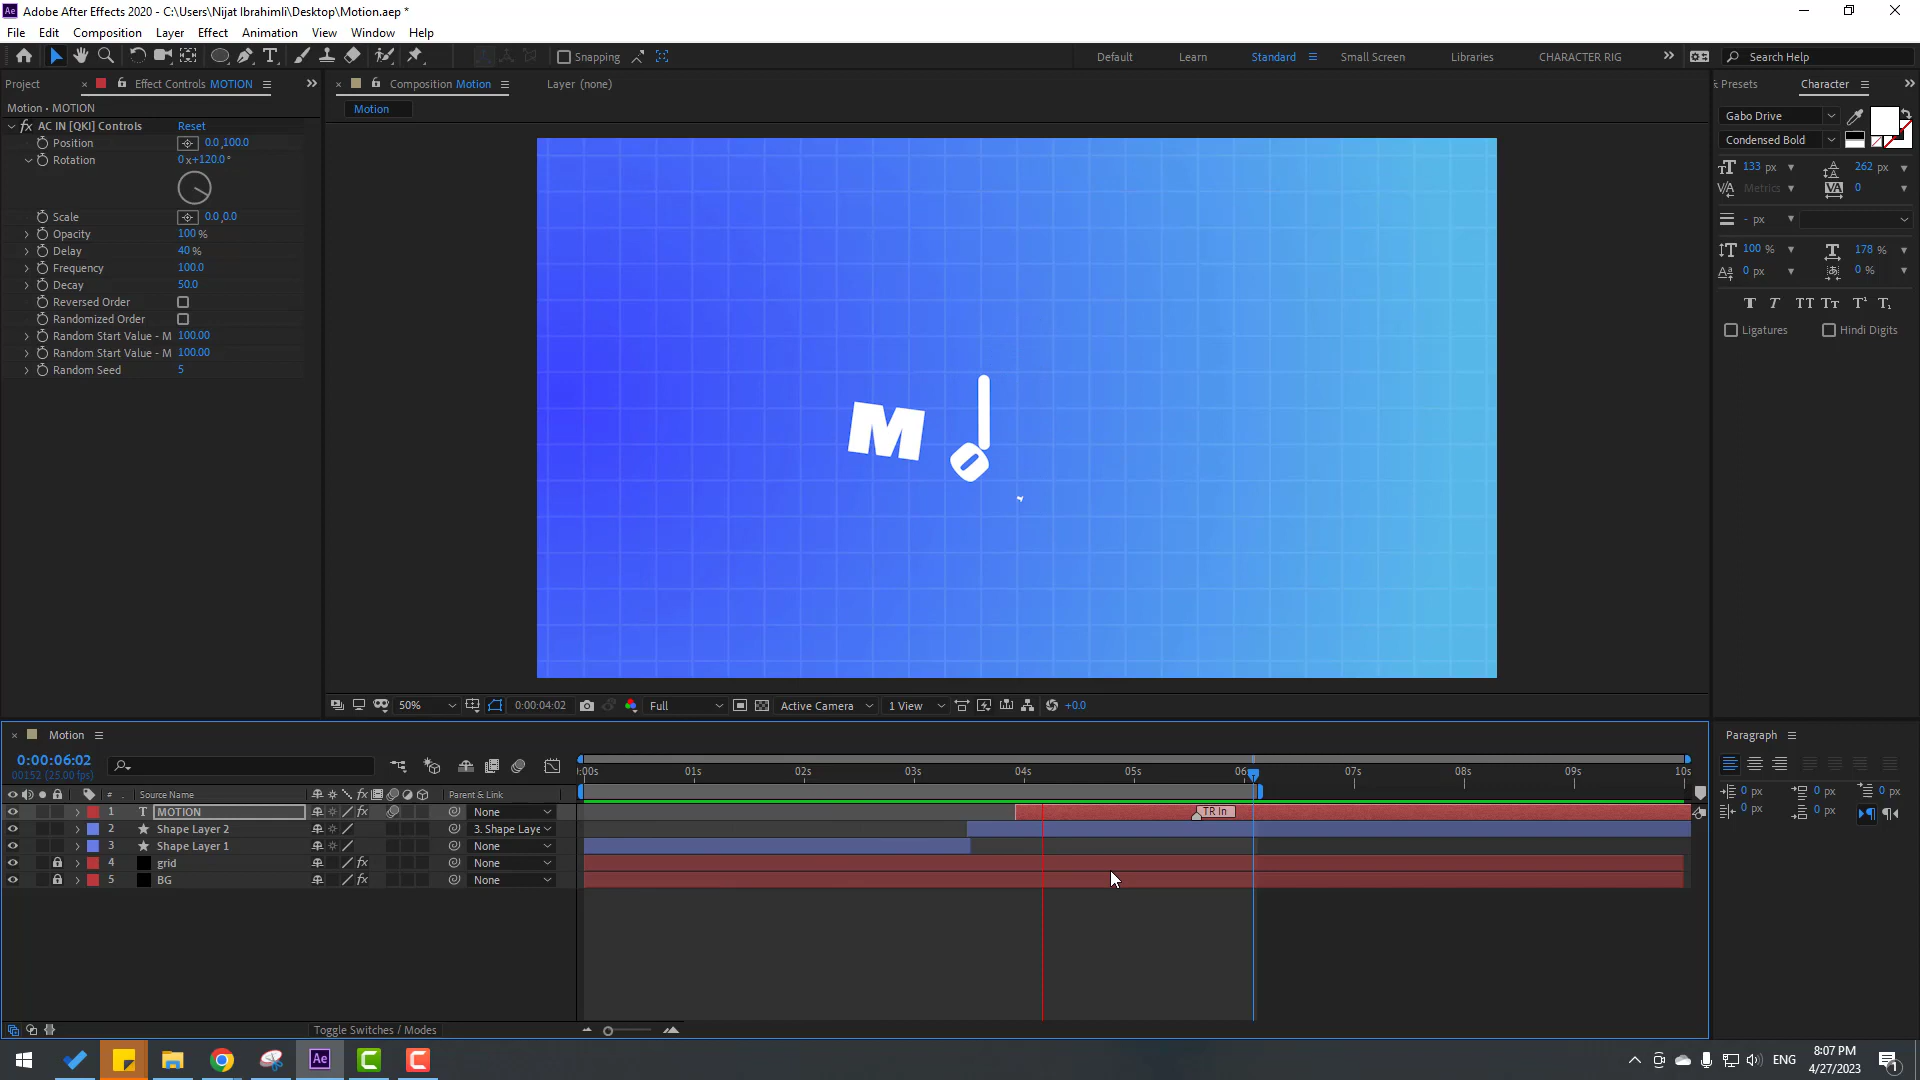 Adobe After Effects 2020 - C:\Users\Nijat Ibrahimli\Desktop\Motion.aep *
File Edit Composition Layer Effect Animation View Window Help
Snapping
Default Learn Standard Small Screen Libraries CHARACTER RIG
Search Help
Project
Effect Controls MOTION
Composition Motion
Layer (none)
Presets
Character
Motion • MOTION
Motion
AC IN [QKI] Controls Reset
Position 0.0,100.0
Rotation 0x+120.0°
Scale 0.0,0.0
Opacity 100%
Delay 40%
Frequency 100.0
Decay 50.0
Reversed Order
Randomized Order
Random Start Value - M 100.00
Random Start Value - M 100.00
Random Seed 5
M O
Gabo Drive
Condensed Bold
133 px 262 px
Metrics 0
- px
100 % 178 %
0 px 0 %
Ligatures Hindi Digits
50% 0:00:04:02 Full Active Camera 1 View +0.0
Motion
0:00:06:02
00152 (25.00 fps)
:00s 01s 02s 03s 04s 05s 06s 07s 08s 09s 10s
# Source Name Parent & Link
1 T MOTION None TR In
2 Shape Layer 2 3. Shape Laye
3 Shape Layer 1 None
4 grid None
5 BG None
Toggle Switches / Modes
Paragraph
0 px 0 px 0 px
0 px 0 px
ENG
8:07 PM
4/27/2023
1